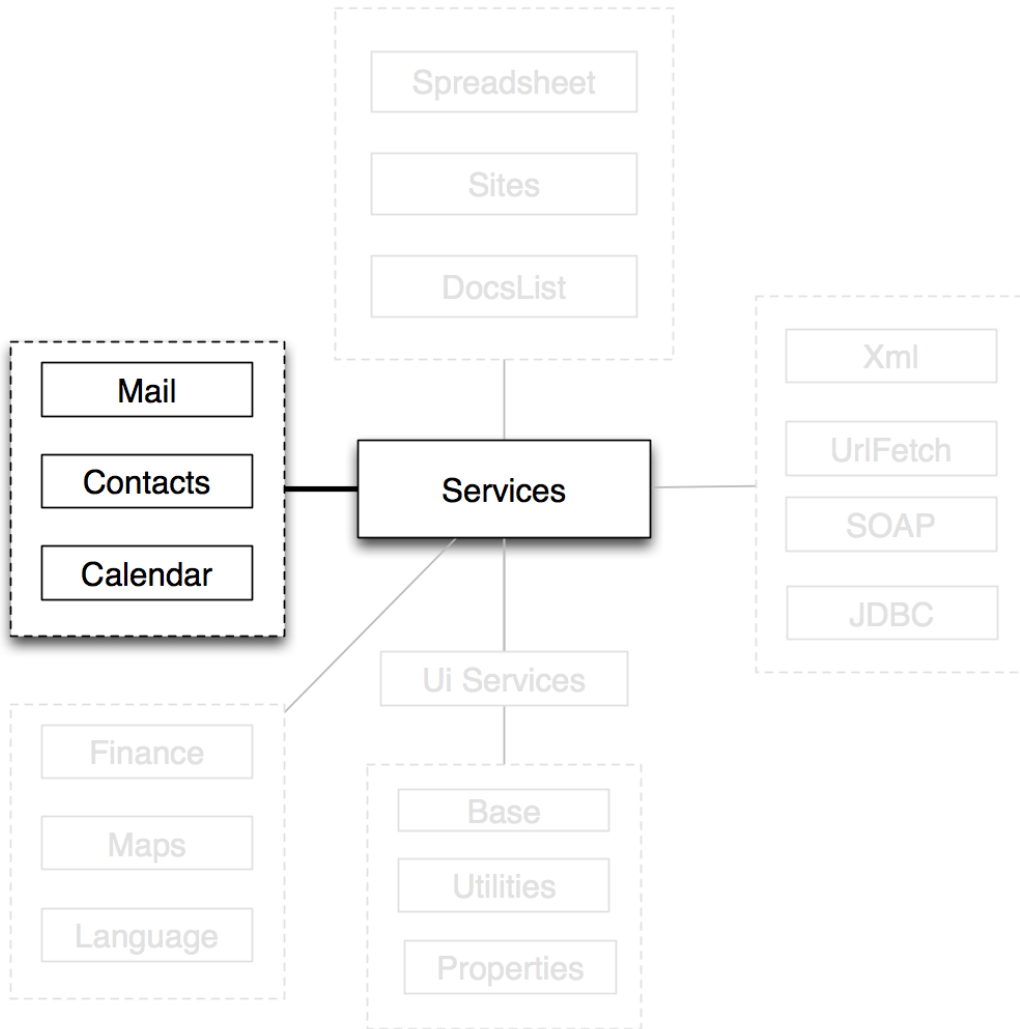 Spreadsheet
Sites
DocsList
Mail
Contacts
Calendar
Services
Xml
UrlFetch
SOAP
JDBC
Ui Services
Finance
Maps
Language
Base
Utilities
Properties